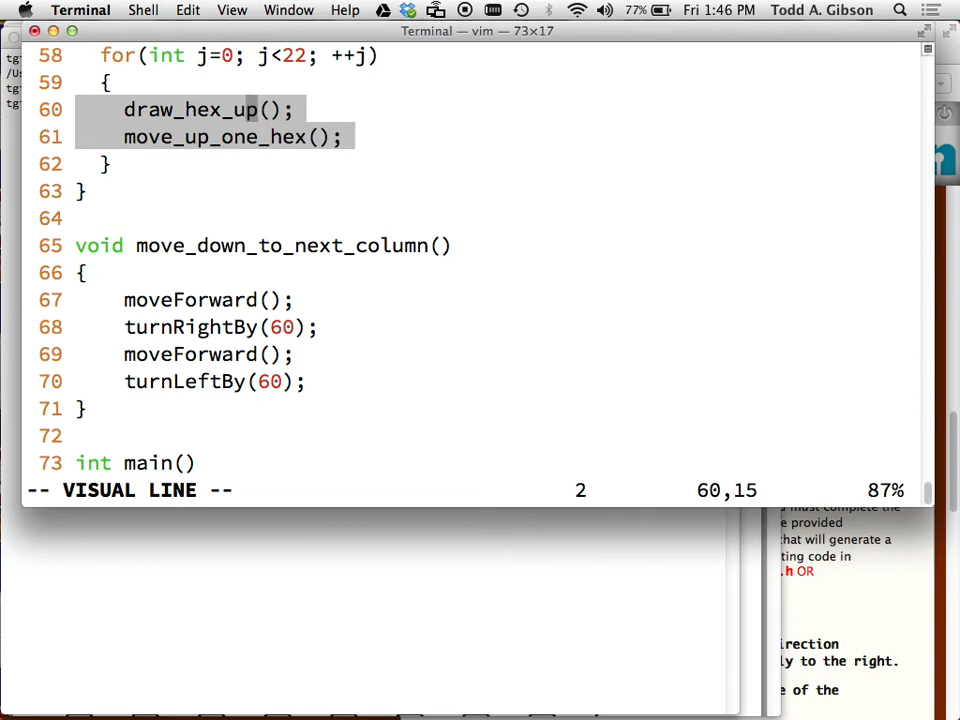 Terminal Shell Edit View Window Help 77% Fri 1:46 PM Todd A. Gibson
Terminal — vim — 73×17
58 for(int j=0; j<22; ++j)
59 {
60 draw_hex_up();
61 move_up_one_hex();
62 }
63 }
64
65 void move_down_to_next_column()
66 {
67 moveForward();
68 turnRightBy(60);
69 moveForward();
70 turnLeftBy(60);
71 }
72
73 int main()
-- VISUAL LINE -- 2 60,15 87%
must complete the
e provided
that will generate a
ting code in
.h OR
irection
ly to the right.
e of the